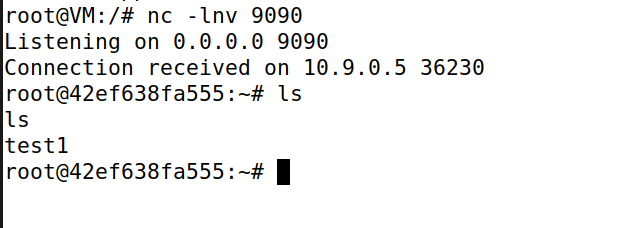 root@VM:/# nc -lnv 9090
Listening on 0.0.0.0 9090
Connection received on 10.9.0.5 36230
root@42ef638fa555:~# ls
ls
test1
root@42ef638fa555:~#